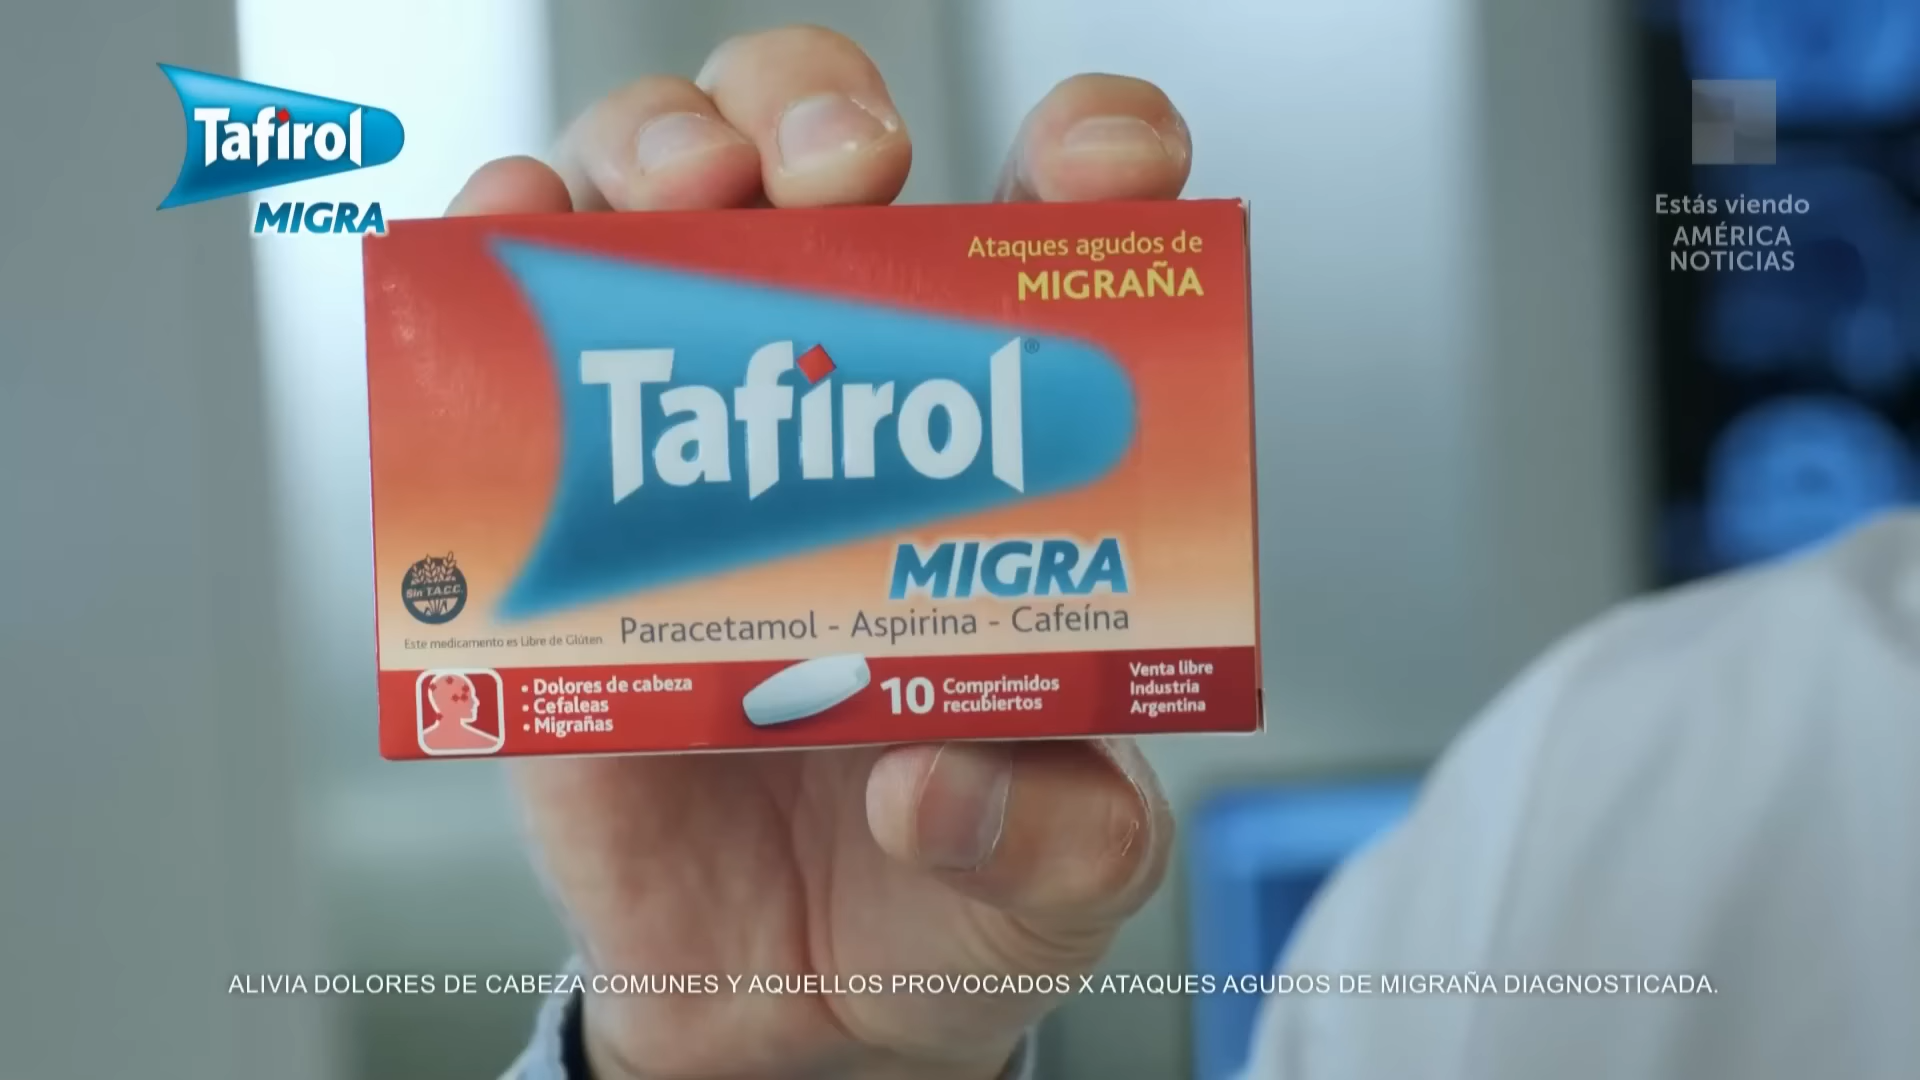 Tafirol
MIGRA
Estás viendo
AMÉRICA
NOTICIAS
Ataques agudos de
MIGRAÑA
Tafirol®
MIGRA
Paracetamol - Aspirina - Cafeína
Sin T.A.C.C.
Este medicamento es Libre de Glúten
• Dolores de cabeza
• Cefaleas
• Migrañas
10 Comprimidos
recubiertos
Venta libre
Industria
Argentina
ALIVIA DOLORES DE CABEZA COMUNES Y AQUELLOS PROVOCADOS X ATAQUES AGUDOS DE MIGRAÑA DIAGNOSTICADA.